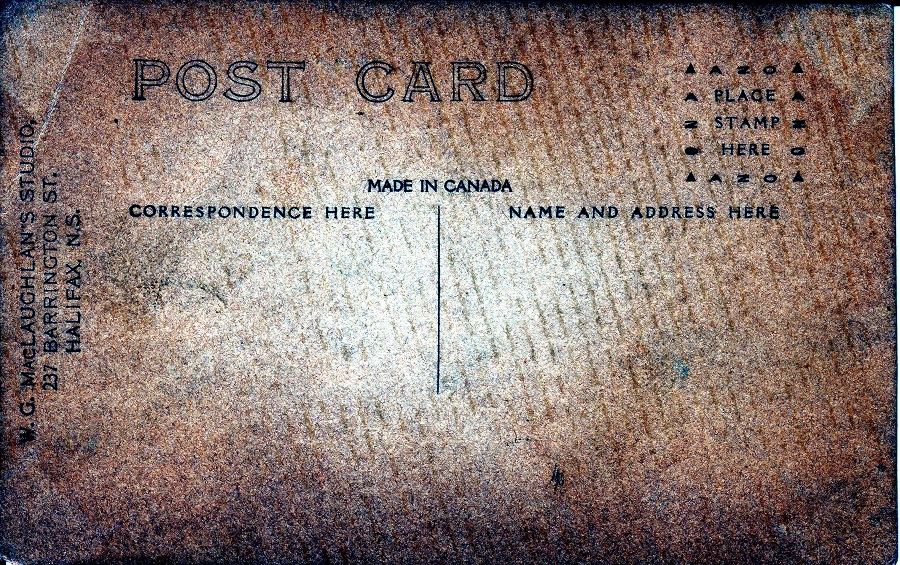 POST CARD
▲ A Z O ▲
▲ PLACE ▲
N STAMP N
O HERE O
▲ A Z O ▲
MADE IN CANADA
CORRESPONDENCE HERE
NAME AND ADDRESS HERE
W. G. MacLAUGHLAN'S STUDIO,
237 BARRINGTON ST.
HALIFAX, N.S.